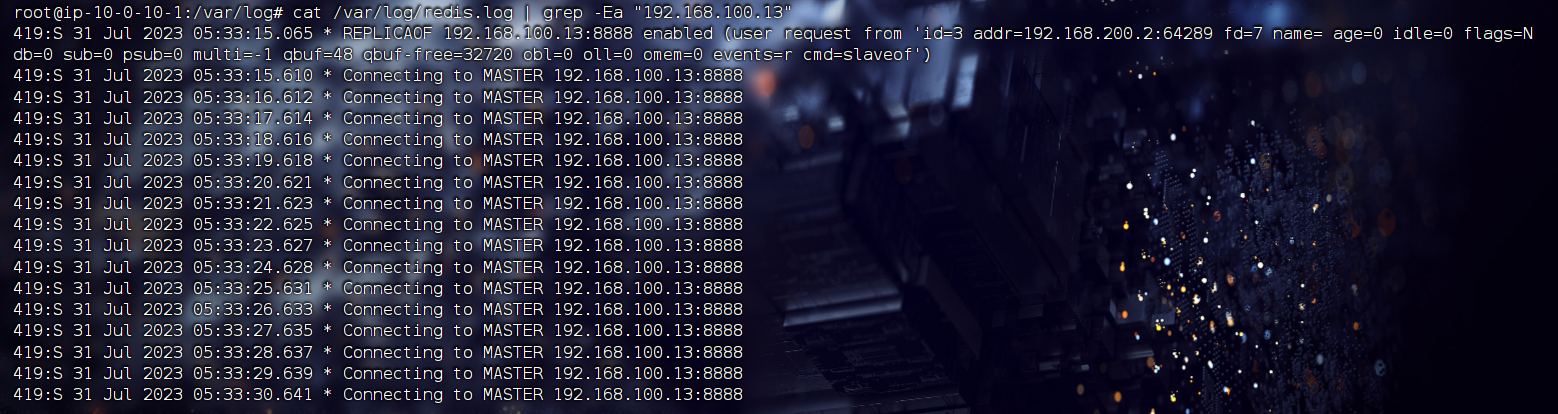 root@ip-10-0-10-1:/var/log# cat /var/log/redis.log | grep -Ea "192.168.100.13"
419:S 31 Jul 2023 05:33:15.065 * REPLICAOF 192.168.100.13:8888 enabled (user request from 'id=3 addr=192.168.200.2:64289 fd=7 name= age=0 idle=0 flags=N
db=0 sub=0 psub=0 multi=-1 qbuf=48 qbuf-free=32720 obl=0 oll=0 omem=0 events=r cmd=slaveof')
419:S 31 Jul 2023 05:33:15.610 * Connecting to MASTER 192.168.100.13:8888
419:S 31 Jul 2023 05:33:16.612 * Connecting to MASTER 192.168.100.13:8888
419:S 31 Jul 2023 05:33:17.614 * Connecting to MASTER 192.168.100.13:8888
419:S 31 Jul 2023 05:33:18.616 * Connecting to MASTER 192.168.100.13:8888
419:S 31 Jul 2023 05:33:19.618 * Connecting to MASTER 192.168.100.13:8888
419:S 31 Jul 2023 05:33:20.621 * Connecting to MASTER 192.168.100.13:8888
419:S 31 Jul 2023 05:33:21.623 * Connecting to MASTER 192.168.100.13:8888
419:S 31 Jul 2023 05:33:22.625 * Connecting to MASTER 192.168.100.13:8888
419:S 31 Jul 2023 05:33:23.627 * Connecting to MASTER 192.168.100.13:8888
419:S 31 Jul 2023 05:33:24.628 * Connecting to MASTER 192.168.100.13:8888
419:S 31 Jul 2023 05:33:25.631 * Connecting to MASTER 192.168.100.13:8888
419:S 31 Jul 2023 05:33:26.633 * Connecting to MASTER 192.168.100.13:8888
419:S 31 Jul 2023 05:33:27.635 * Connecting to MASTER 192.168.100.13:8888
419:S 31 Jul 2023 05:33:28.637 * Connecting to MASTER 192.168.100.13:8888
419:S 31 Jul 2023 05:33:29.639 * Connecting to MASTER 192.168.100.13:8888
419:S 31 Jul 2023 05:33:30.641 * Connecting to MASTER 192.168.100.13:8888